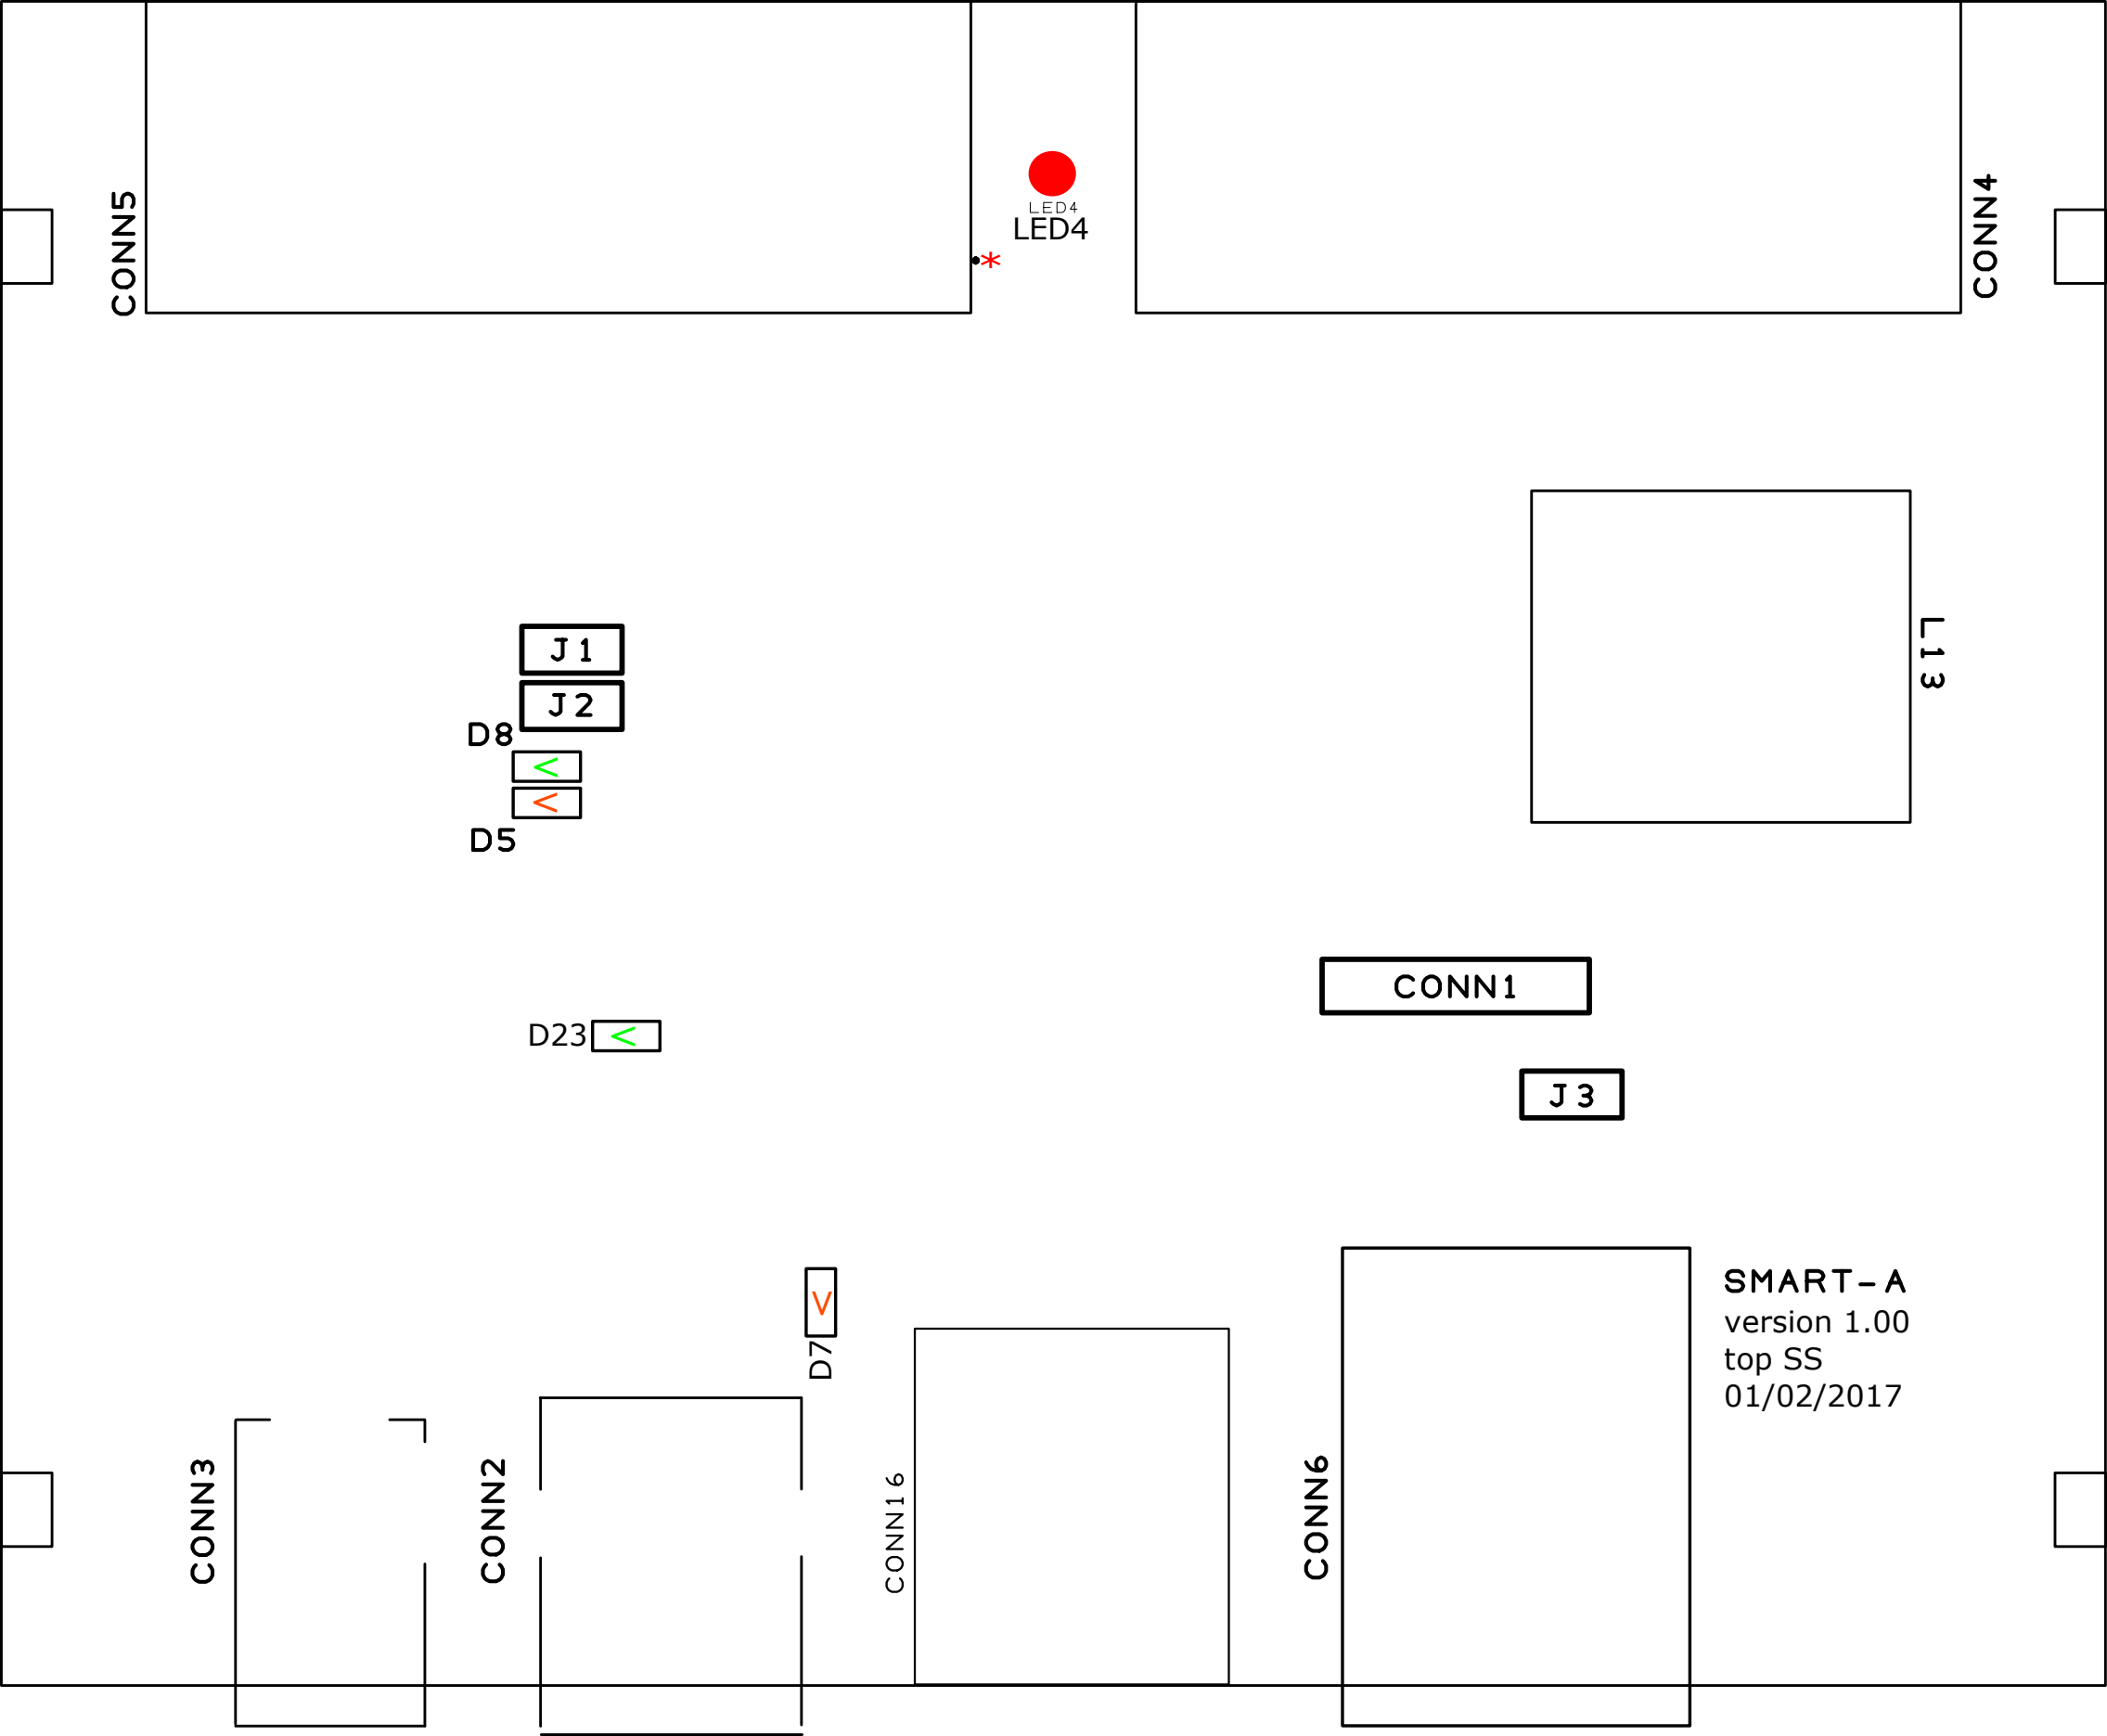 CONN5
LED4
LED4
*
CONN4
J1
J2
D8
<
<
D5
L13
CONN1
D23 <
J3
<
D7
SMART-A
version 1.00
top SS
01/02/2017
CONN3
CONN2
CONN16
CONN6